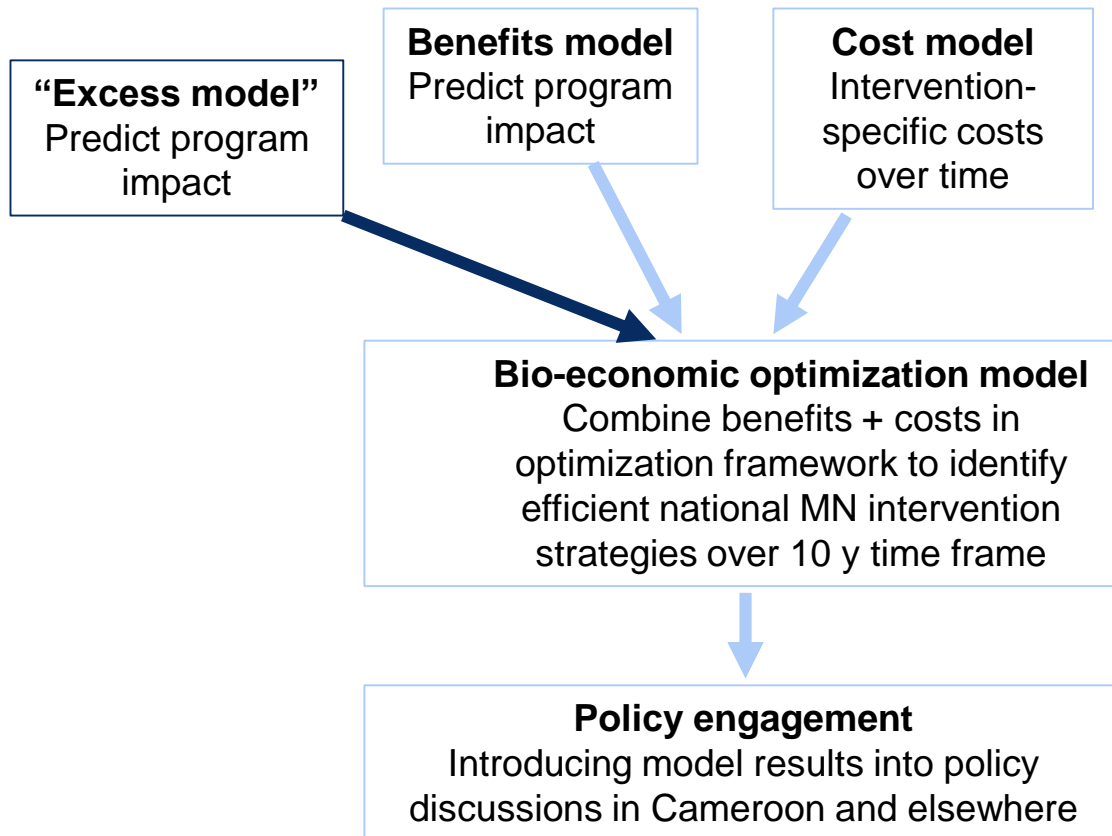 “Excess model”
Predict program
impact
Benefits model
Predict program
impact
Cost model
Intervention-
specific costs
over time
Bio-economic optimization model
Combine benefits + costs in
optimization framework to identify
efficient national MN intervention
strategies over 10 y time frame
Policy engagement
Introducing model results into policy
discussions in Cameroon and elsewhere